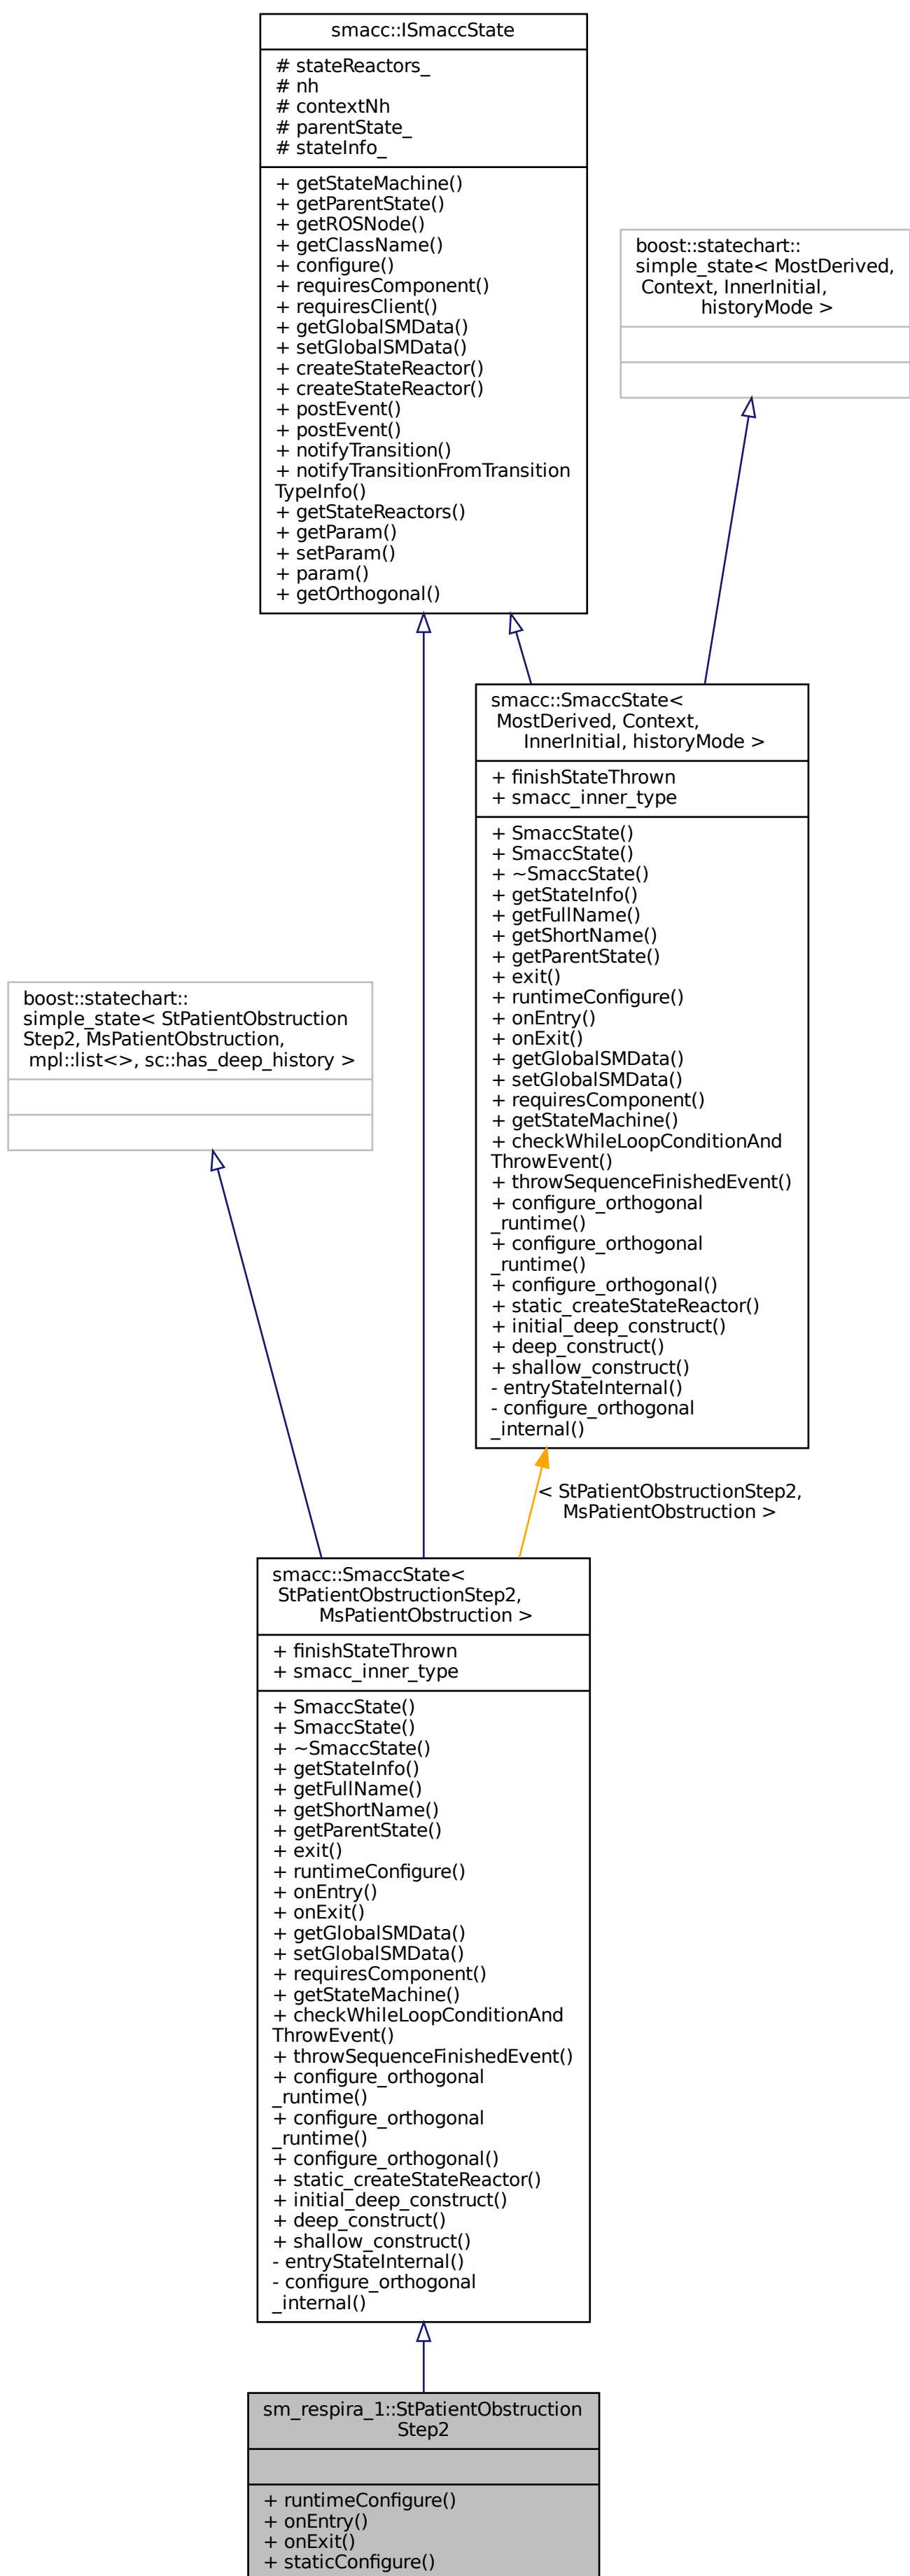 smacc::ISmaccState
# stateReactors_
# nh
# contextNh
# parentState_
# stateInfo_
+ getStateMachine()
+ getParentState()
+ getROSNode()
+ getClassName()
+ configure()
+ requiresComponent()
+ requiresClient()
+ getGlobalSMData()
+ setGlobalSMData()
+ createStateReactor()
+ createStateReactor()
+ postEvent()
+ postEvent()
+ notifyTransition()
+ notifyTransitionFromTransition
TypeInfo()
+ getStateReactors()
+ getParam()
+ setParam()
+ param()
+ getOrthogonal()
boost::statechart::
simple_state< MostDerived,
Context, InnerInitial,
historyMode >
smacc::SmaccState<
MostDerived, Context,
InnerInitial, historyMode >
+ finishStateThrown
+ smacc_inner_type
+ SmaccState()
+ SmaccState()
+ ~SmaccState()
+ getStateInfo()
+ getFullName()
+ getShortName()
+ getParentState()
+ exit()
+ runtimeConfigure()
+ onEntry()
+ onExit()
+ getGlobalSMData()
+ setGlobalSMData()
+ requiresComponent()
+ getStateMachine()
+ checkWhileLoopConditionAnd
ThrowEvent()
+ throwSequenceFinishedEvent()
+ configure_orthogonal
_runtime()
+ configure_orthogonal
_runtime()
+ configure_orthogonal()
+ static_createStateReactor()
+ initial_deep_construct()
+ deep_construct()
+ shallow_construct()
- entryStateInternal()
- configure_orthogonal
_internal()
boost::statechart::
simple_state< StPatientObstruction
Step2, MsPatientObstruction,
mpl::list<>, sc::has_deep_history >
< StPatientObstructionStep2,
MsPatientObstruction >
smacc::SmaccState<
StPatientObstructionStep2,
MsPatientObstruction >
+ finishStateThrown
+ smacc_inner_type
+ SmaccState()
+ SmaccState()
+ ~SmaccState()
+ getStateInfo()
+ getFullName()
+ getShortName()
+ getParentState()
+ exit()
+ runtimeConfigure()
+ onEntry()
+ onExit()
+ getGlobalSMData()
+ setGlobalSMData()
+ requiresComponent()
+ getStateMachine()
+ checkWhileLoopConditionAnd
ThrowEvent()
+ throwSequenceFinishedEvent()
+ configure_orthogonal
_runtime()
+ configure_orthogonal
_runtime()
+ configure_orthogonal()
+ static_createStateReactor()
+ initial_deep_construct()
+ deep_construct()
+ shallow_construct()
- entryStateInternal()
- configure_orthogonal
_internal()
sm_respira_1::StPatientObstruction
Step2
+ runtimeConfigure()
+ onEntry()
+ onExit()
+ staticConfigure()